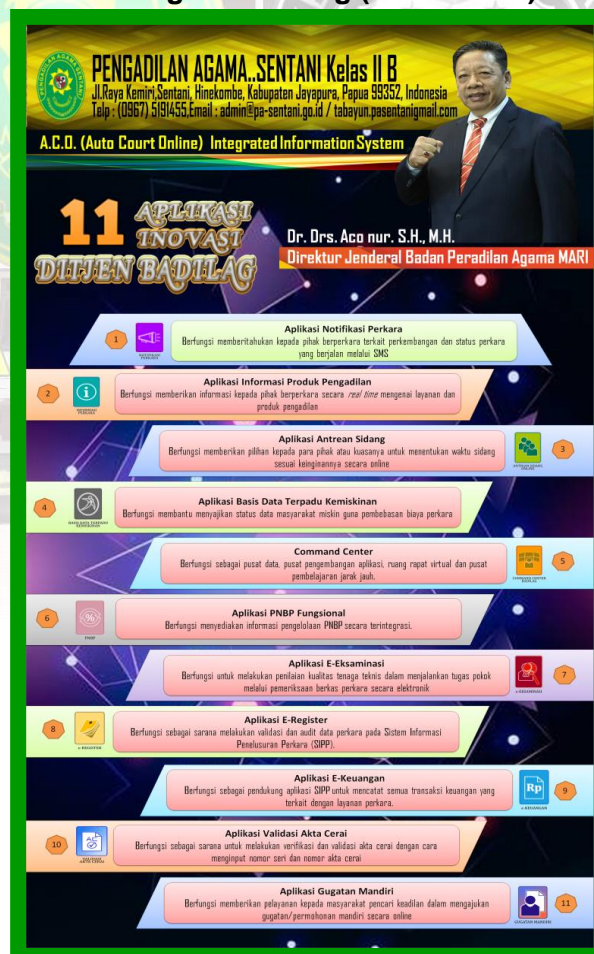 PENGADILAN AGAMA..SENTANI Kelas II B
Jl.Raya Kemiri,Sentani, Hinekombe, Kabupaten Jayapura, Papua 99352, Indonesia
Telp : (0967) 5191455,Email : admin@pa-sentani.go.id / tabayun.pasentanigmail.com
A.C.O. (Auto Court Online) Integrated Information System
11 APLIKASI
INOVASI
DITJEN BADILAG
Dr. Drs. Aco nur. S.H., M.H.
Direktur Jenderal Badan Peradilan Agama MARI
1
Aplikasi Notifikasi Perkara
Berfungsi memberitahukan kepada pihak berperkara terkait perkembangan dan status perkara
yang berjalan melalui SMS
2
Aplikasi Informasi Produk Pengadilan
Berfungsi memberikan informasi kepada pihak berperkara secara real time mengenai layanan dan
produk pengadilan
Aplikasi Antrean Sidang
Berfungsi memberikan pilihan kepada para pihak atau kuasanya untuk menentukan waktu sidang
sesuai keinginannya secara online
3
4
Aplikasi Basis Data Terpadu Kemiskinan
Berfungsi membantu menyajikan status data masyarakat miskin guna pembebasan biaya perkara
Command Center
Berfungsi sebagai pusat data, pusat pengembangan aplikasi, ruang rapat virtual dan pusat
pembelajaran jarak jauh.
5
6
PNBP
Aplikasi PNBP Fungsional
Berfungsi menyediakan informasi pengelolaan PNBP secara terintegrasi.
Aplikasi E-Eksaminasi
Berfungsi untuk melakukan penilaian kualitas tenaga teknis dalam menjalankan tugas pokok
melalui pemeriksaan berkas perkara secara elektronik
7
8
e-REGISTER
Aplikasi E-Register
Berfungsi sebagai sarana melakukan validasi dan audit data perkara pada Sistem Informasi
Penelusuran Perkara (SIPP).
Aplikasi E-Keuangan
Berfungsi sebagai pendukung aplikasi SIPP untuk mencatat semua transaksi keuangan yang
terkait dengan layanan perkara.
Rp
e-KEUANGAN
9
10
Aplikasi Validasi Akta Cerai
Berfungsi sebagai sarana untuk melakukan verifikasi dan validasi akta cerai dengan cara
menginput nomor seri dan nomor akta cerai
Aplikasi Gugatan Mandiri
Berfungsi memberikan pelayanan kepada masyarakat pencari keadilan dalam mengajukan
gugatan/permohonan mandiri secara online
GUGATAN MANDIRI
11